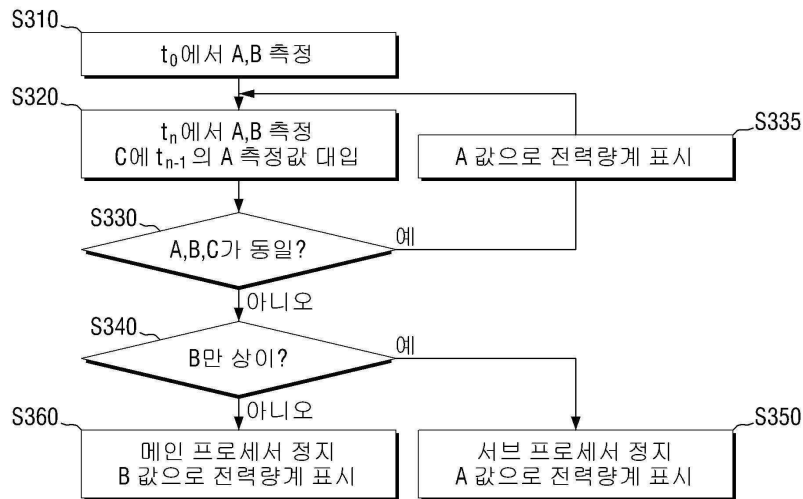 S310
t₀에서 A,B 측정
S320
tₙ에서 A,B 측정
C에 tₙ₋₁의 A 측정값 대입
S335
A 값으로 전력량계 표시
S330
A,B,C가 동일?
예
아니오
S340
B만 상이?
예
아니오
S360
메인 프로세서 정지
B 값으로 전력량계 표시
S350
서브 프로세서 정지
A 값으로 전력량계 표시